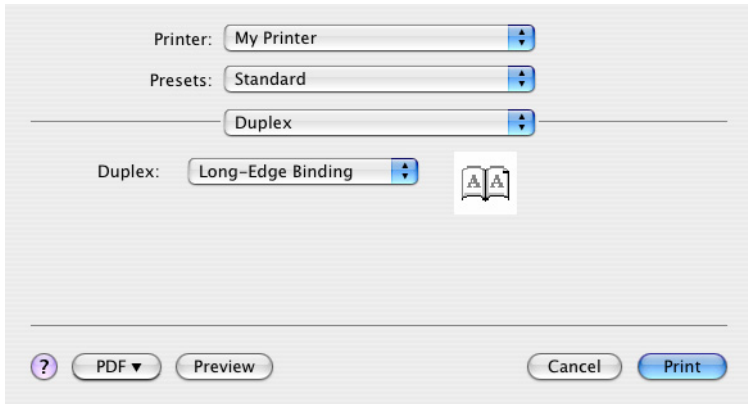 Printer: My Printer
Presets: Standard
Duplex
Duplex: Long-Edge Binding
A A
? PDF ▼ Preview Cancel Print